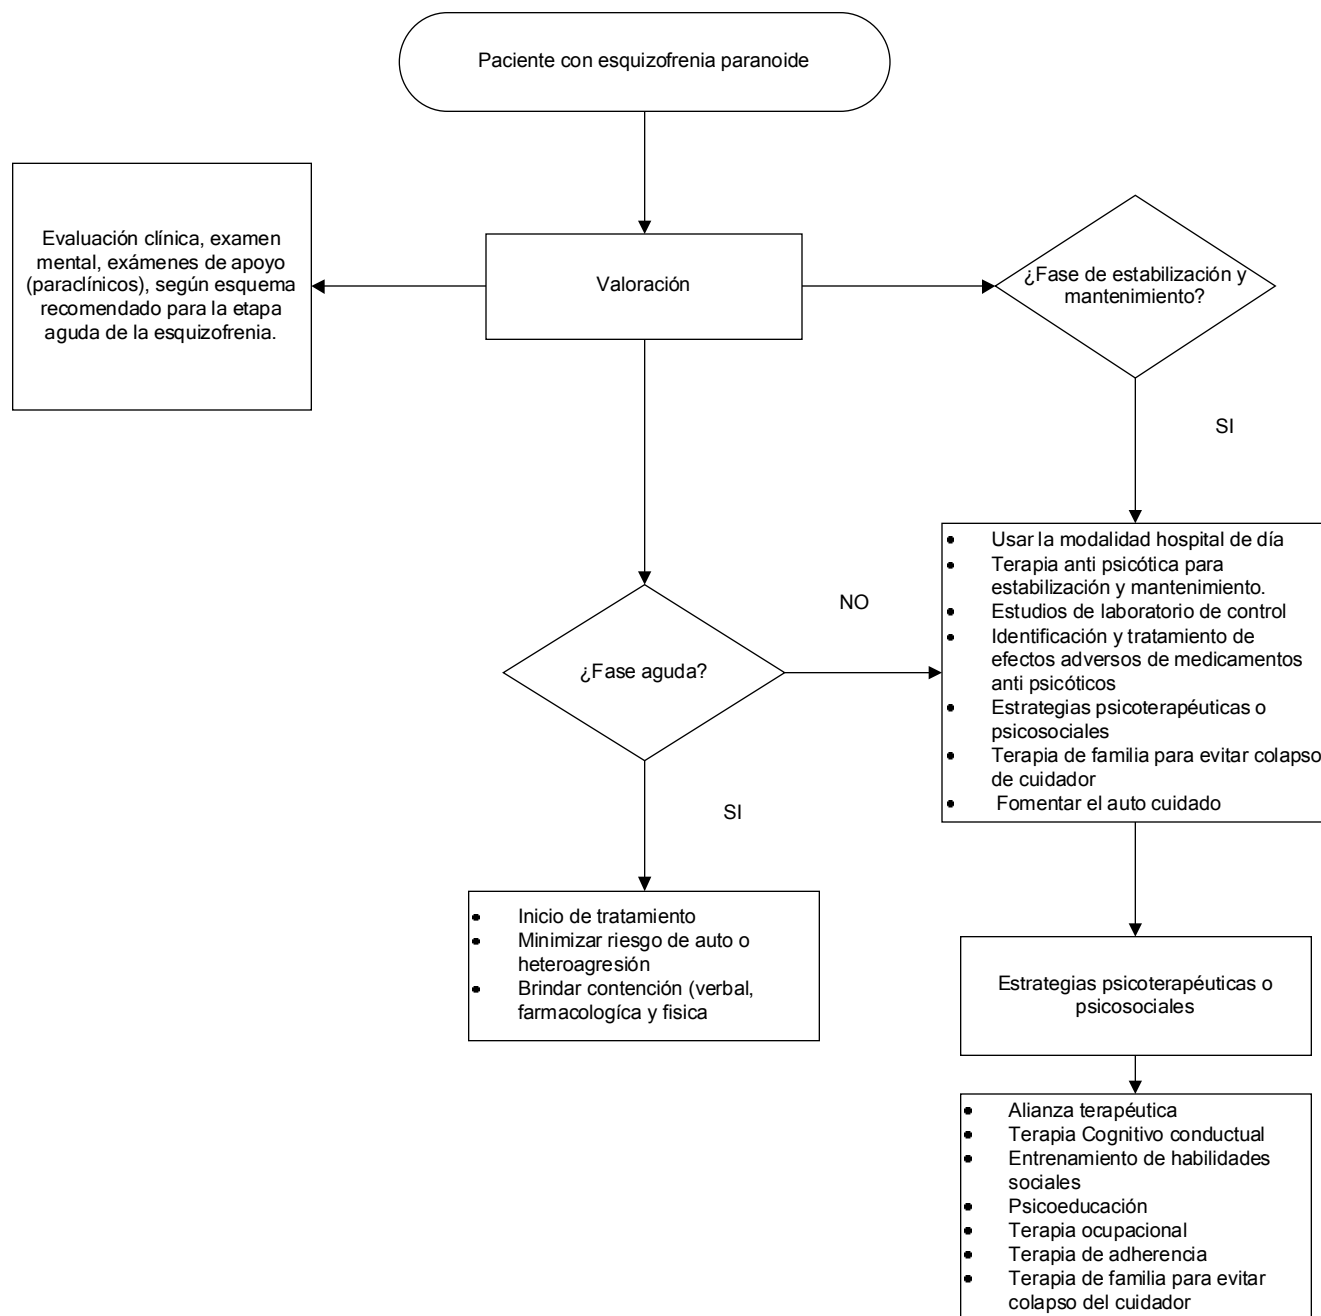 Paciente con esquizofrenia paranoide
Evaluación clínica, examen
mental, exámenes de apoyo
(paraclínicos), según esquema
recomendado para la etapa
aguda de la esquizofrenia.
Valoración
¿Fase de estabilización y
mantenimiento?
SI
• Usar la modalidad hospital de día
• Terapia anti psicótica para
estabilización y mantenimiento.
• Estudios de laboratorio de control
• Identificación y tratamiento de
efectos adversos de medicamentos
anti psicóticos
• Estrategias psicoterapéuticas o
psicosociales
• Terapia de familia para evitar colapso
de cuidador
• Fomentar el auto cuidado
NO
¿Fase aguda?
SI
• Inicio de tratamiento
• Minimizar riesgo de auto o
heteroagresión
• Brindar contención (verbal,
farmacologíca y fisica
Estrategias psicoterapéuticas o
psicosociales
• Alianza terapéutica
• Terapia Cognitivo conductual
• Entrenamiento de habilidades
sociales
• Psicoeducación
• Terapia ocupacional
• Terapia de adherencia
• Terapia de familia para evitar
colapso del cuidador